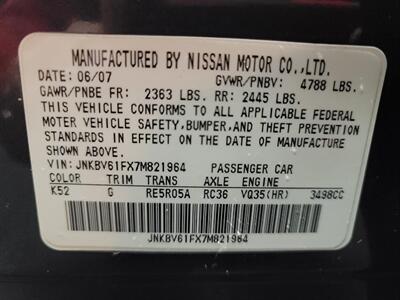 MANUFACTURED BY NISSAN MOTOR CO.,LTD.
DATE: 06/07 GVWR/PNBV: 4788 LBS.
GAWR/PNBE FR: 2363 LBS. RR: 2445 LBS.
THIS VEHICLE CONFORMS TO ALL APPLICABLE FEDERAL
MOTER VEHICLE SAFETY, BUMPER, AND THEFT PREVENTION
STANDARDS IN EFFECT ON THE DATE OF MANUFACTURE
SHOWN ABOVE.
VIN: JNKBV61FX7M821964 PASSENGER CAR
COLOR TRIM TRANS AXLE ENGINE
K52 G RE5R05A RC36 VQ35(HR) 3498CC
JNKBV61FX7M821964